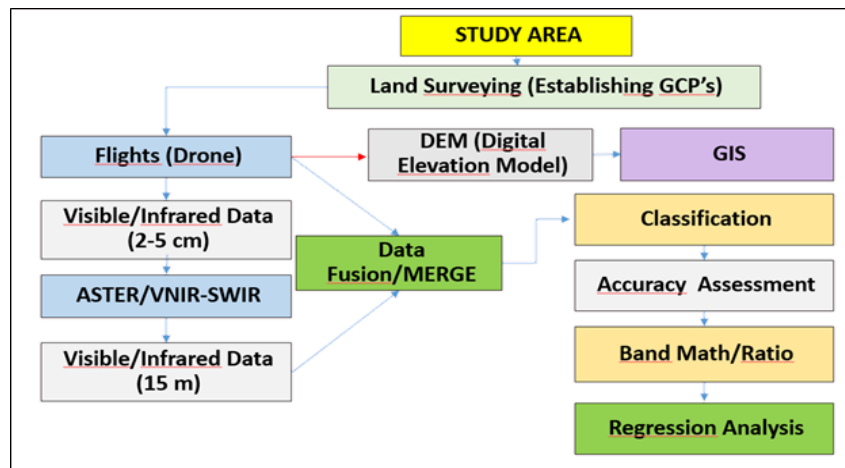 STUDY AREA
Land Surveying (Establishing GCP's)
Flights (Drone)
DEM (Digital
Elevation Model)
GIS
Visible/Infrared Data
(2-5 cm)
Data
Fusion/MERGE
Classification
ASTER/VNIR-SWIR
Accuracy Assessment
Visible/Infrared Data
(15 m)
Band Math/Ratio
Regression Analysis